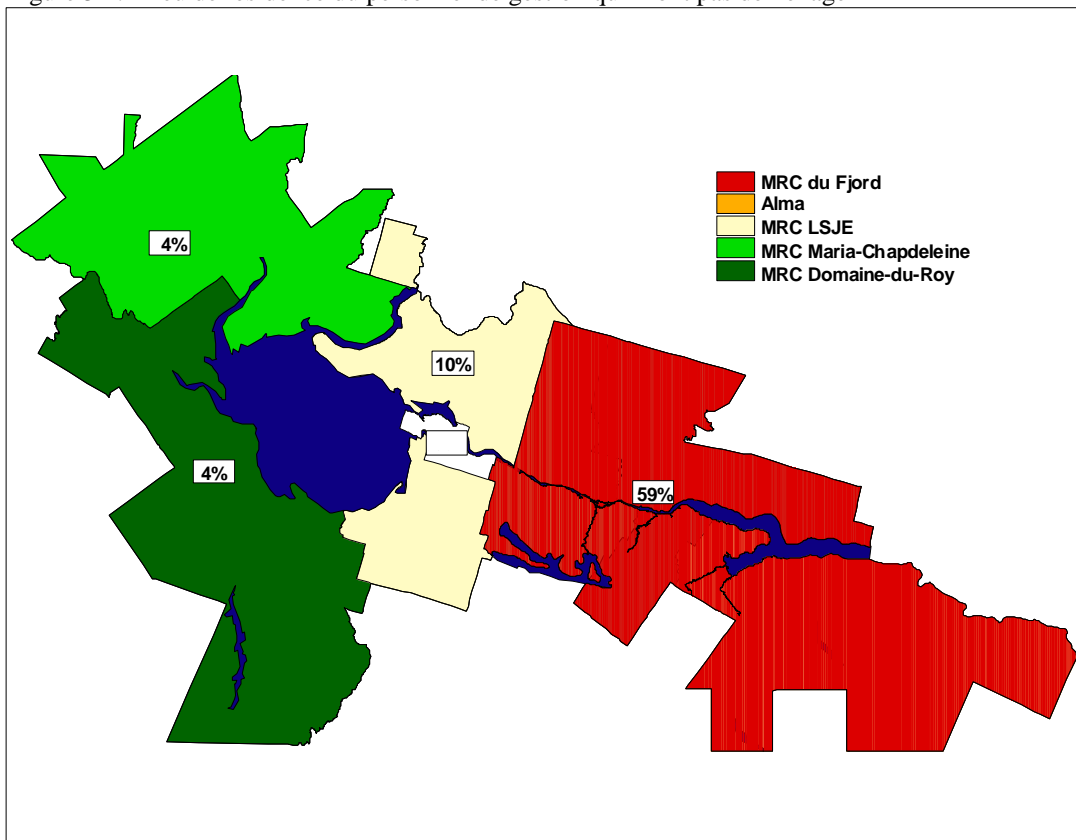 MRC du Fjord
Alma
MRC LSJE
MRC Maria-Chapdeleine
MRC Domaine-du-Roy
4%
10%
4%
59%